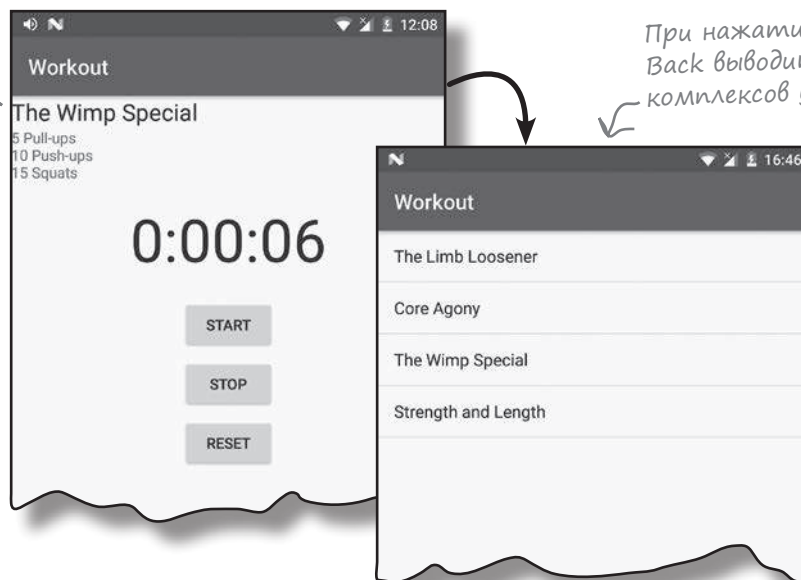 12:08
Workout
The Wimp Special
5 Pull-ups
10 Push-ups
15 Squats
0:00:06
START
STOP
RESET
При нажати
Back выводи
комплексов
16:46
Workout
The Limb Loosener
Core Agony
The Wimp Special
Strength and Length